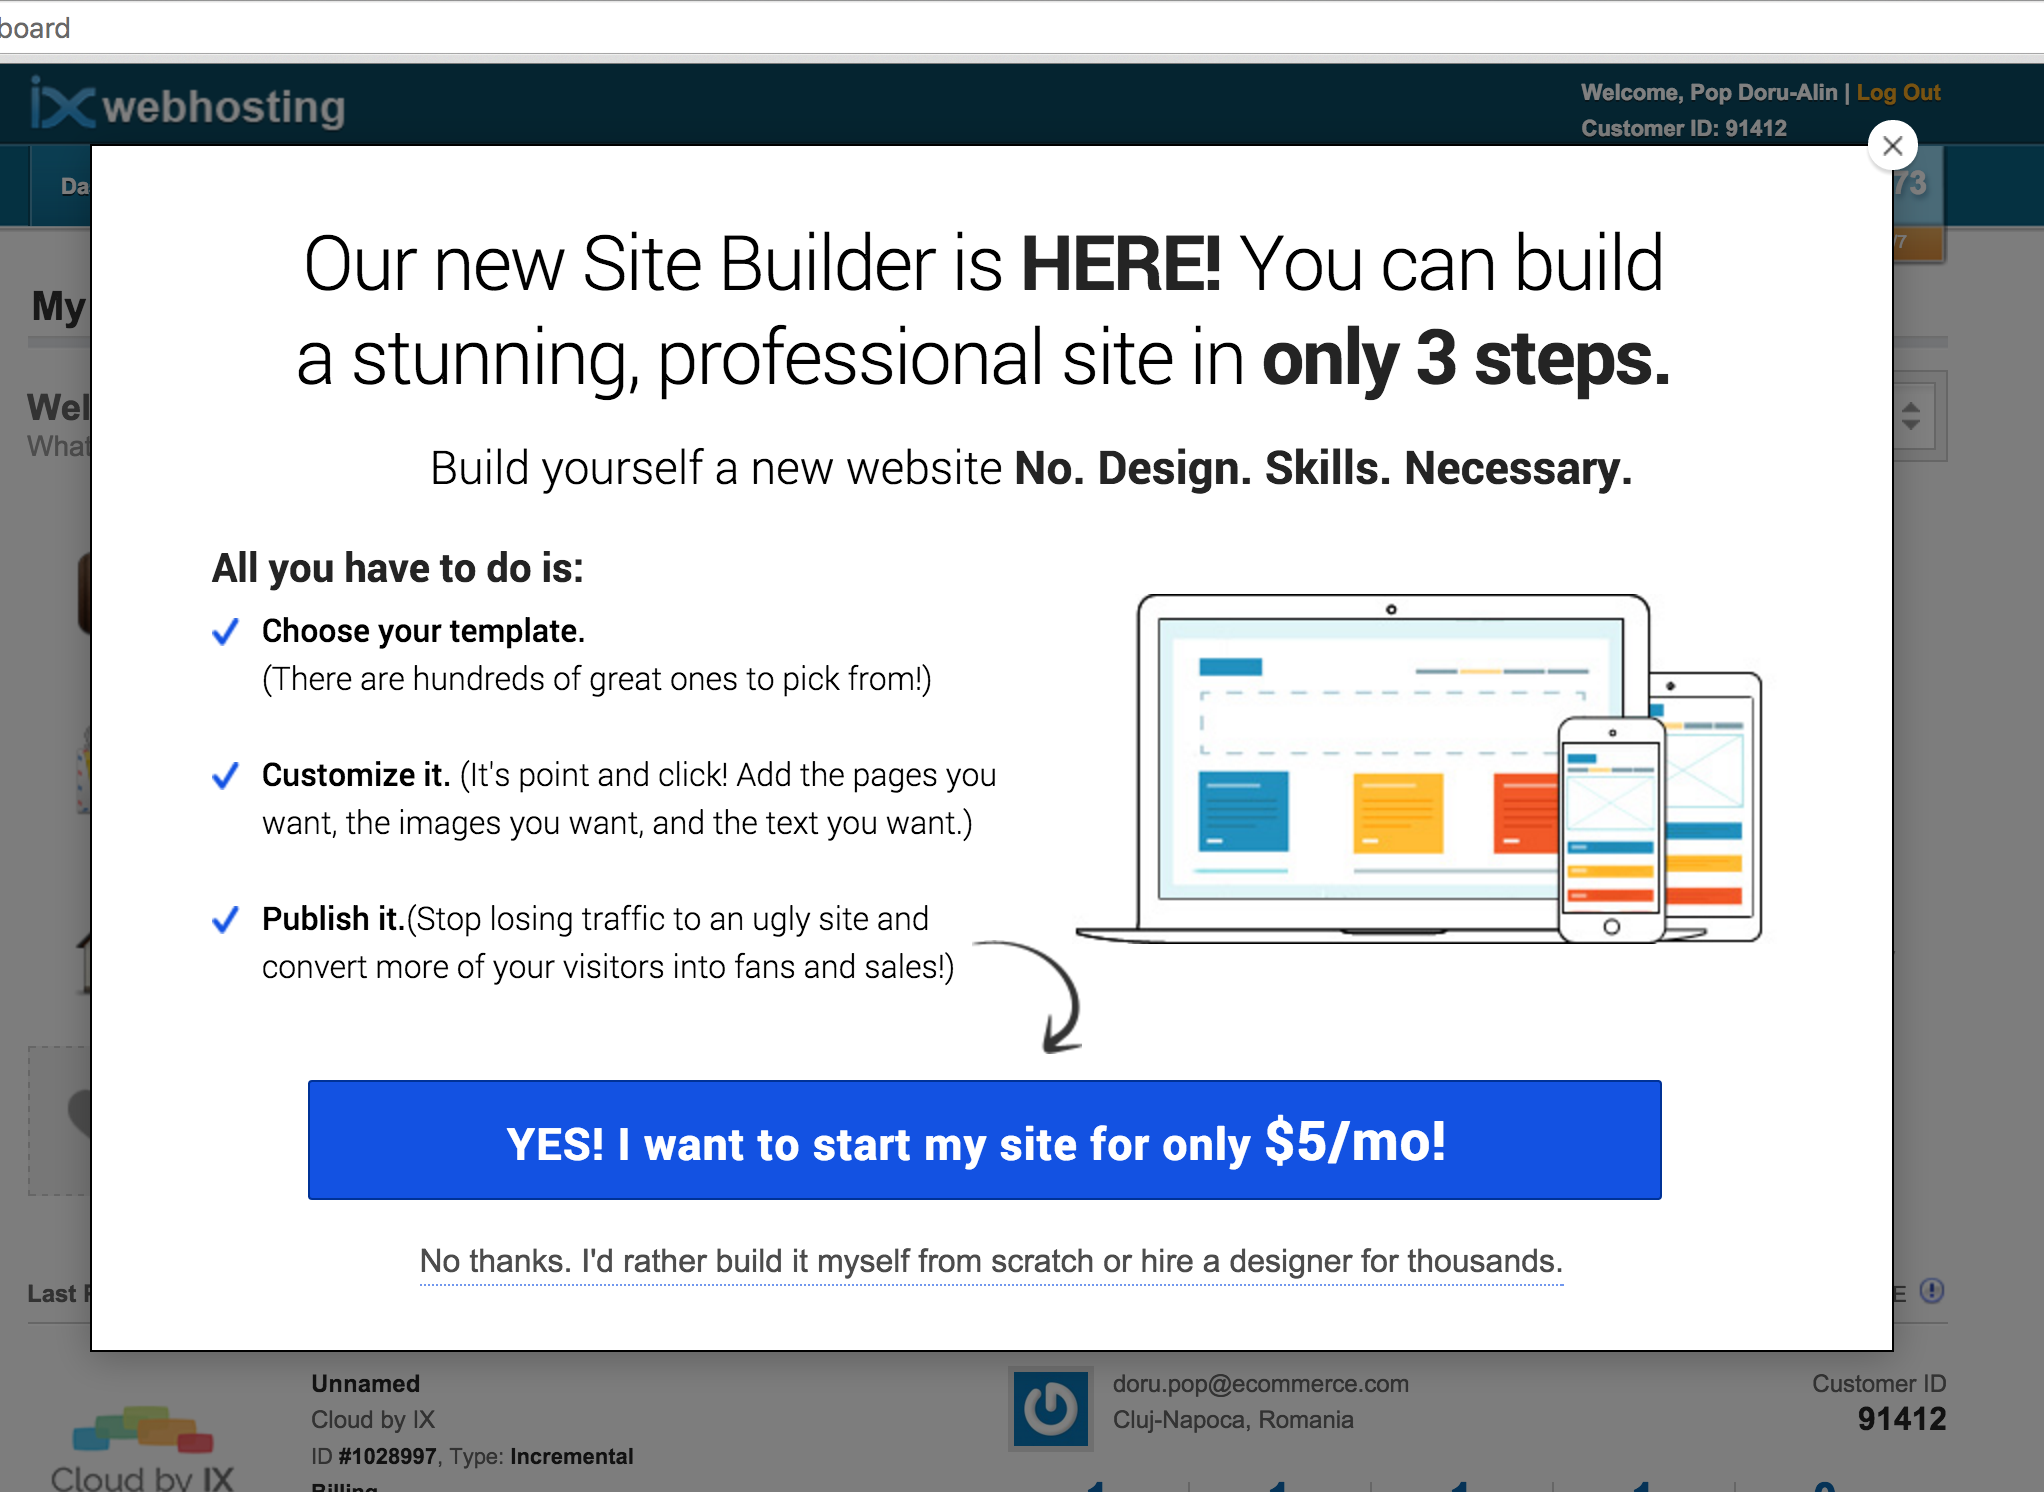 board
ix webhosting
Welcome, Pop Doru-Alin | Log Out
Customer ID: 91412
73
Our new Site Builder is HERE! You can build
a stunning, professional site in only 3 steps.
Build yourself a new website No. Design. Skills. Necessary.
My
Wel
What
All you have to do is:
Choose your template.
(There are hundreds of great ones to pick from!)
Customize it. (It's point and click! Add the pages you
want, the images you want, and the text you want.)
Publish it.(Stop losing traffic to an ugly site and
convert more of your visitors into fans and sales!)
YES! I want to start my site for only $5/mo!
No thanks. I'd rather build it myself from scratch or hire a designer for thousands.
Last
E
Unnamed
Cloud by IX
ID #1028997, Type: Incremental
Billing
Cloud by IX
doru.pop@ecommerce.com
Cluj-Napoca, Romania
Customer ID
91412